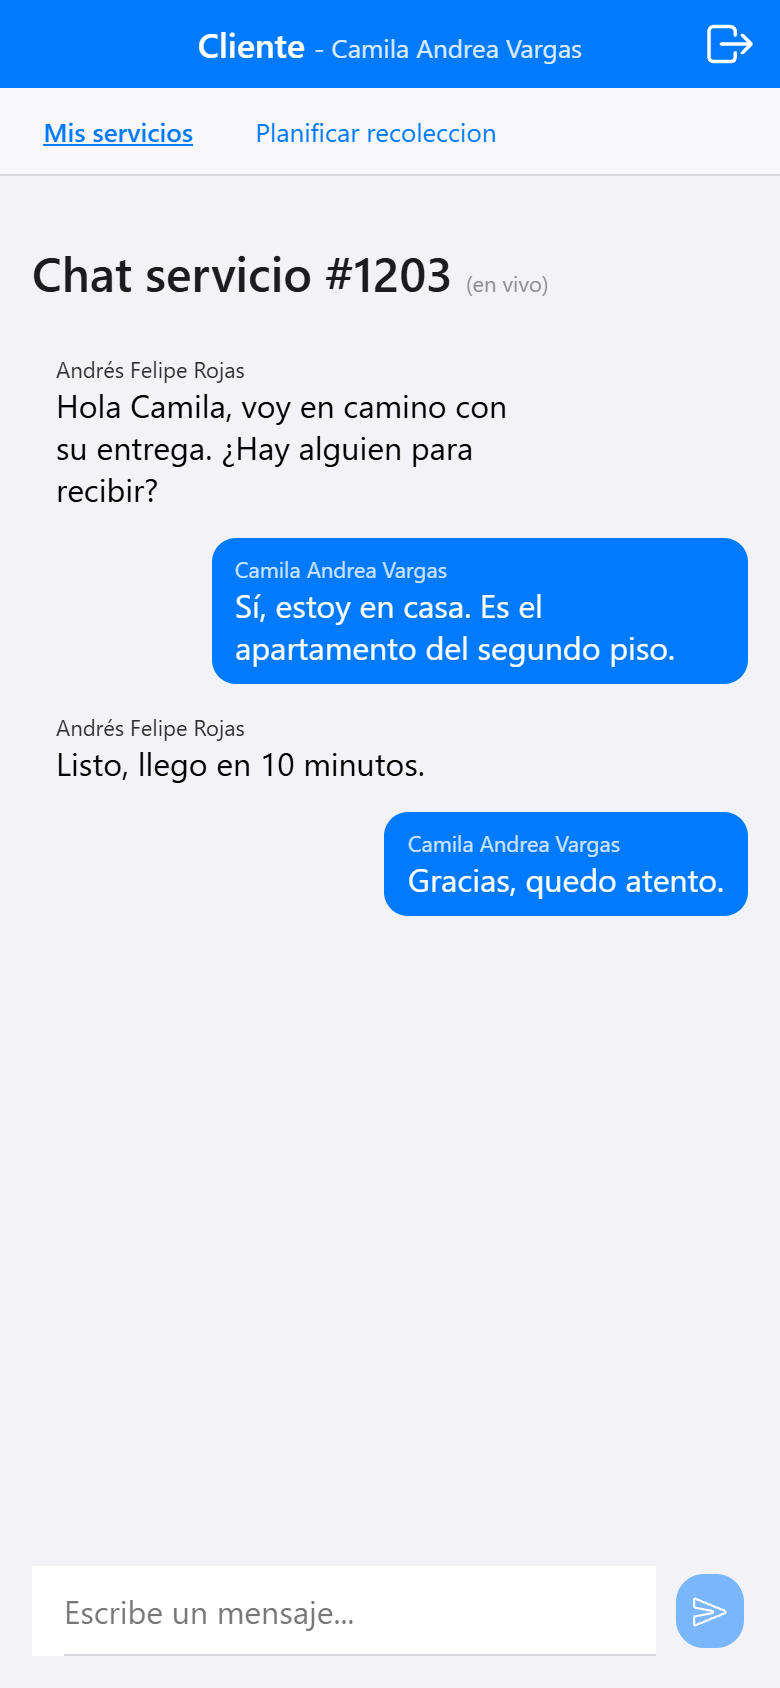 Cliente - Camila Andrea Vargas
Mis servicios Planificar recoleccion
Chat servicio #1203 (en vivo)
Andrés Felipe Rojas
Hola Camila, voy en camino con
su entrega. ¿Hay alguien para
recibir?
Camila Andrea Vargas
Sí, estoy en casa. Es el
apartamento del segundo piso.
Andrés Felipe Rojas
Listo, llego en 10 minutos.
Camila Andrea Vargas
Gracias, quedo atento.
Escribe un mensaje...